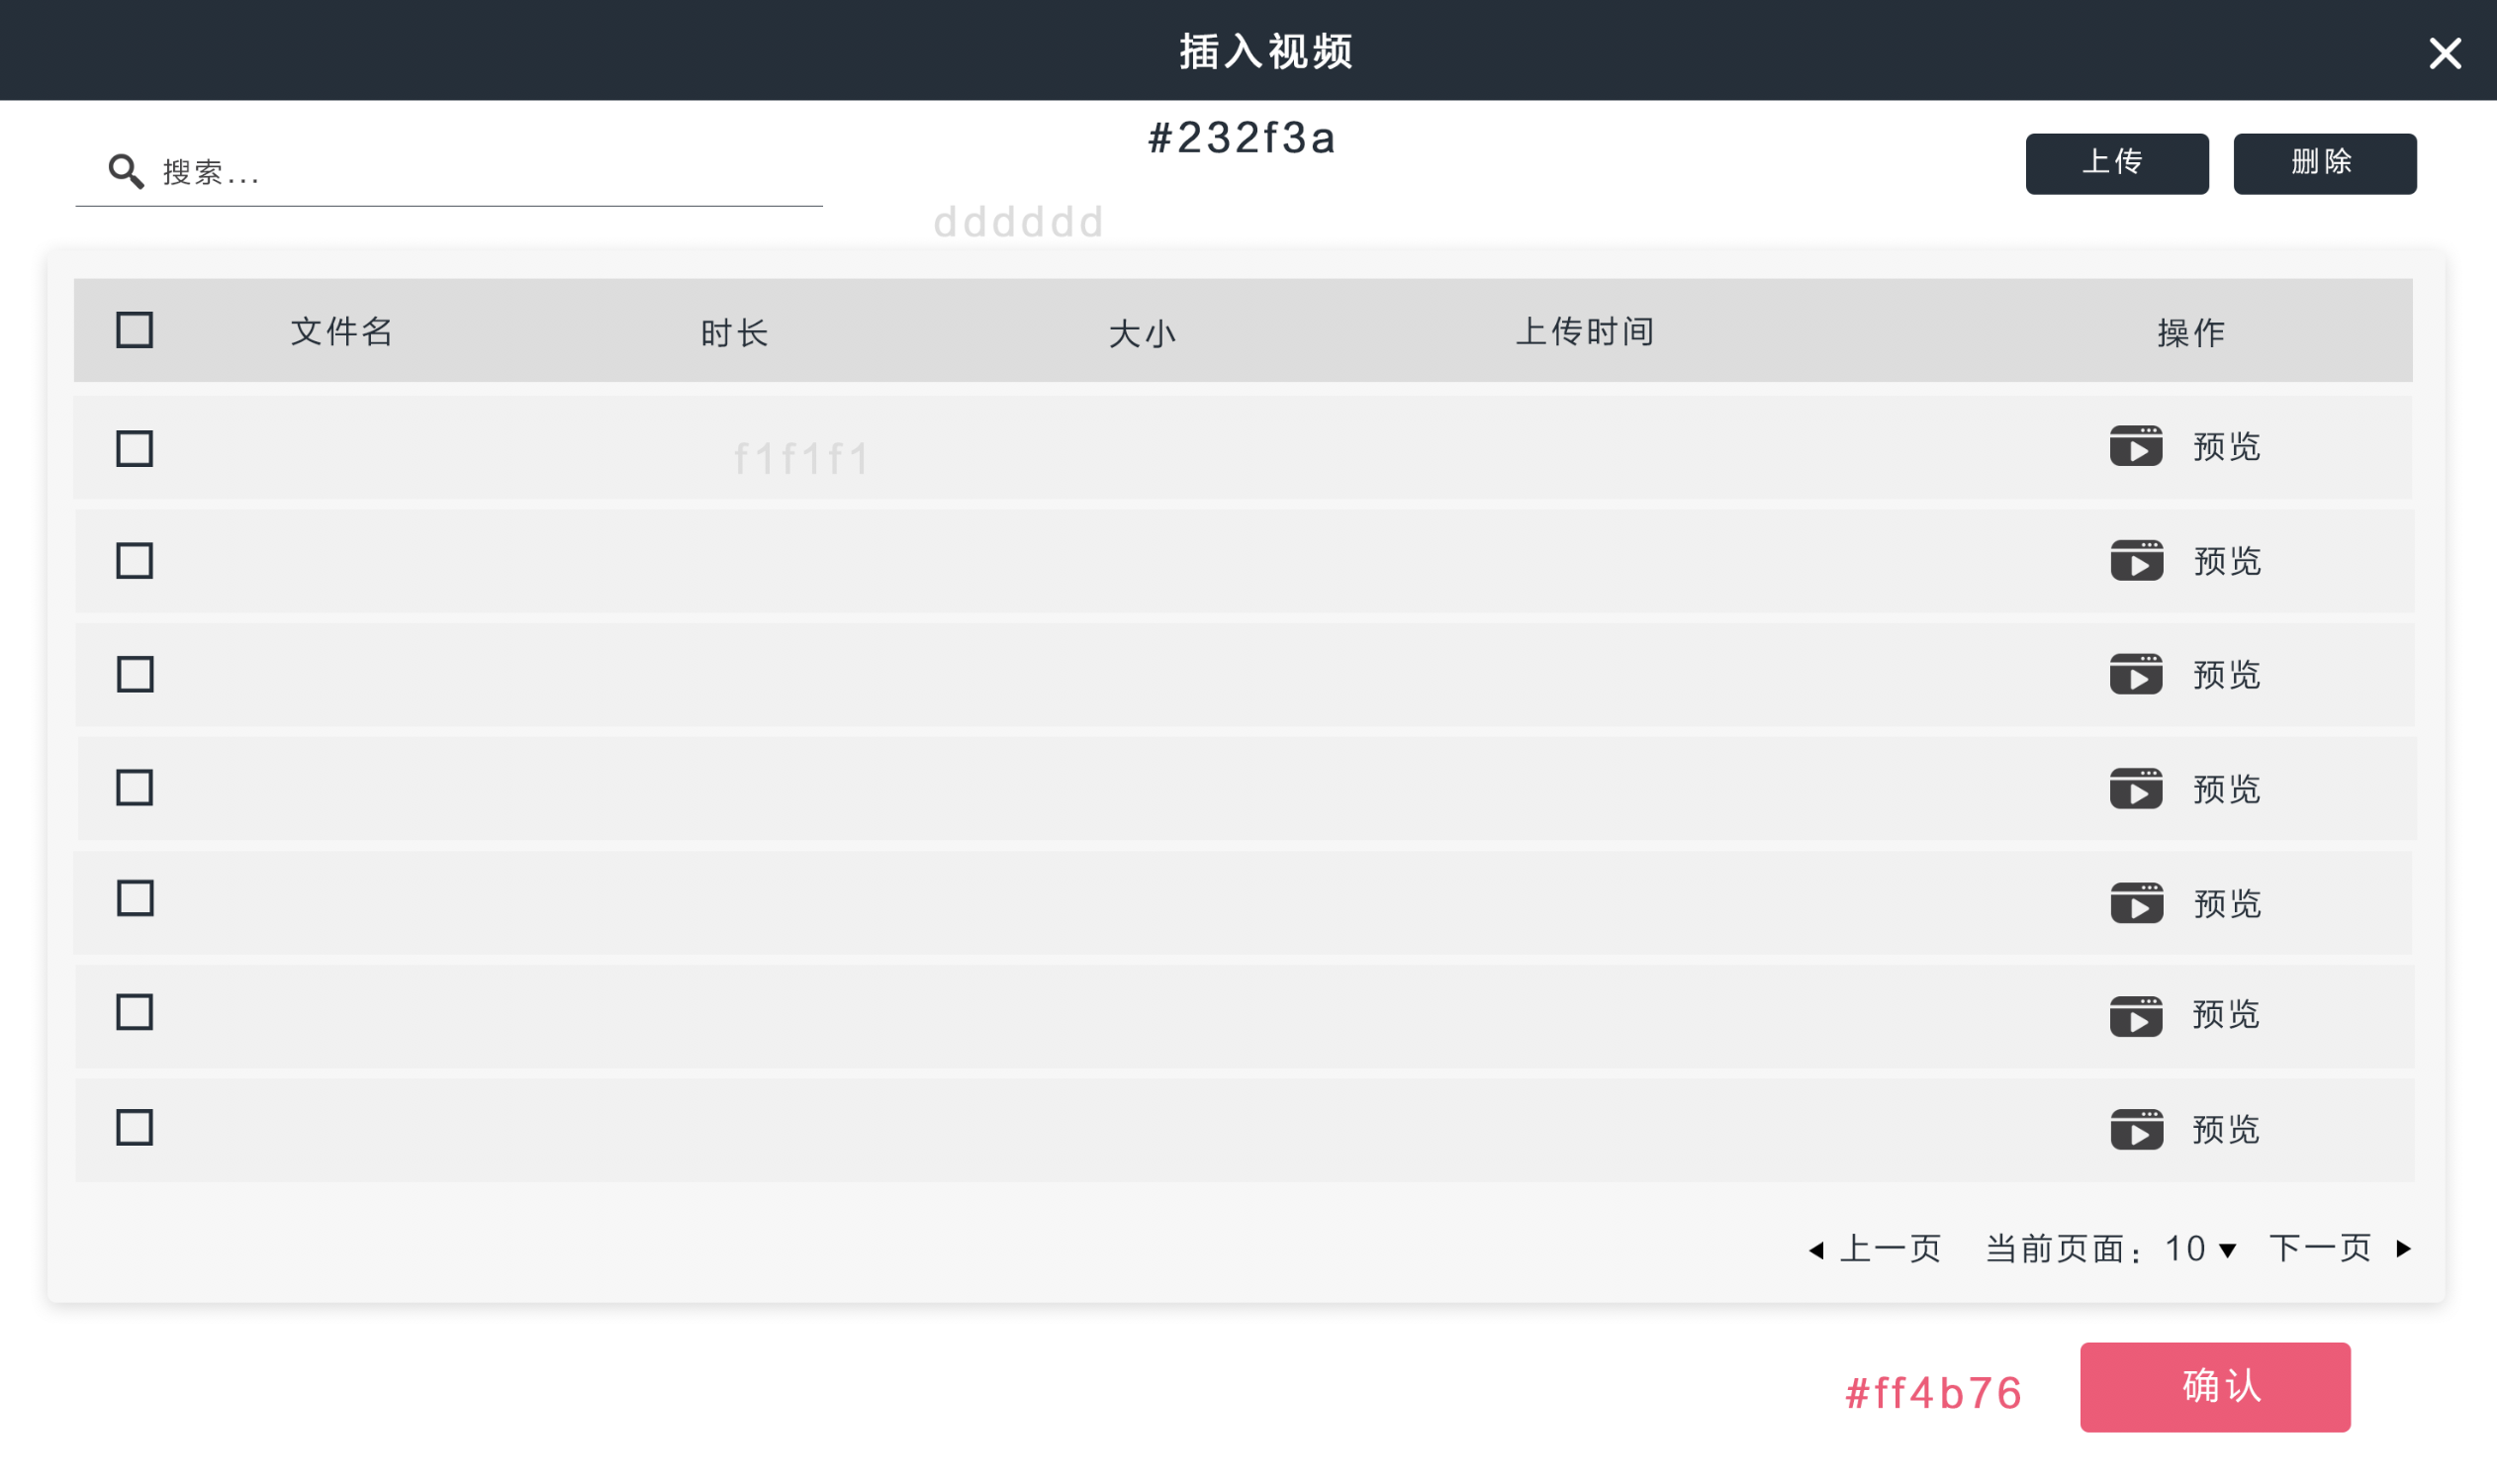 插入视频
#232f3a
搜索...
上传 删除
dddddd
文件名 时长 大小 上传时间 操作
预览
f1f1f1
预览
预览
预览
预览
预览
预览
上一页 当前页面: 10 下一页
确认
#ff4b76